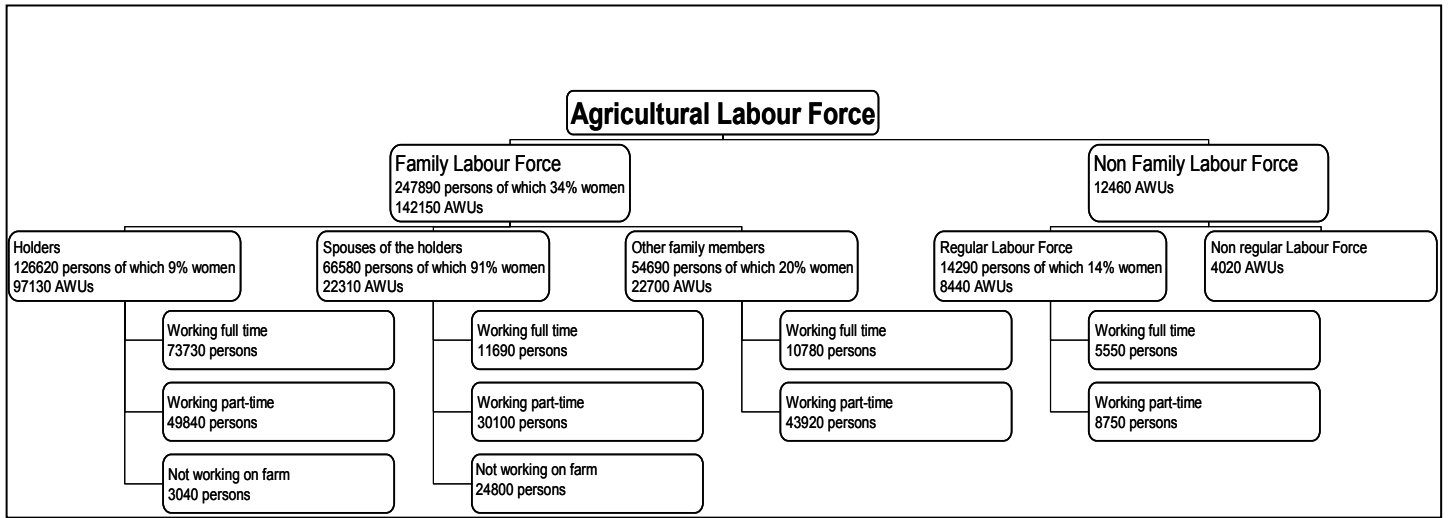 Agricultural Labour Force
Family Labour Force
247890 persons of which 34% women
142150 AWUs
Non Family Labour Force
12460 AWUs
Holders
126620 persons of which 9% women
97130 AWUs
Spouses of the holders
66580 persons of which 91% women
22310 AWUs
Other family members
54690 persons of which 20% women
22700 AWUs
Regular Labour Force
14290 persons of which 14% women
8440 AWUs
Non regular Labour Force
4020 AWUs
Working full time
73730 persons
Working full time
11690 persons
Working full time
10780 persons
Working full time
5550 persons
Working part-time
49840 persons
Working part-time
30100 persons
Working part-time
43920 persons
Working part-time
8750 persons
Not working on farm
3040 persons
Not working on farm
24800 persons